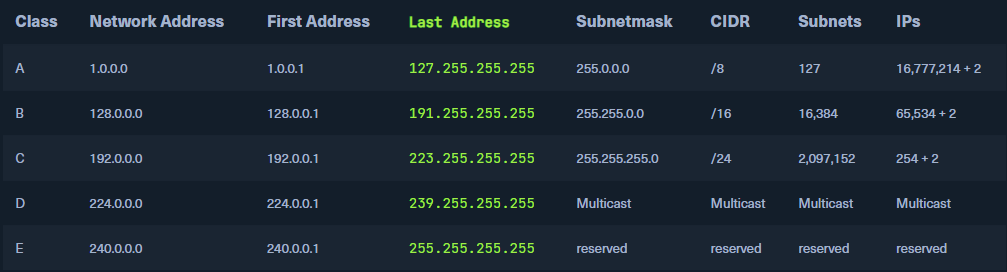 Class Network Address First Address Last Address Subnetmask CIDR Subnets IPs
A 1.0.0.0 1.0.0.1 127.255.255.255 255.0.0.0 /8 127 16,777,214 + 2
B 128.0.0.0 128.0.0.1 191.255.255.255 255.255.0.0 /16 16,384 65,534 + 2
C 192.0.0.0 192.0.0.1 223.255.255.255 255.255.255.0 /24 2,097,152 254 + 2
D 224.0.0.0 224.0.0.1 239.255.255.255 Multicast Multicast Multicast Multicast
E 240.0.0.0 240.0.0.1 255.255.255.255 reserved reserved reserved reserved